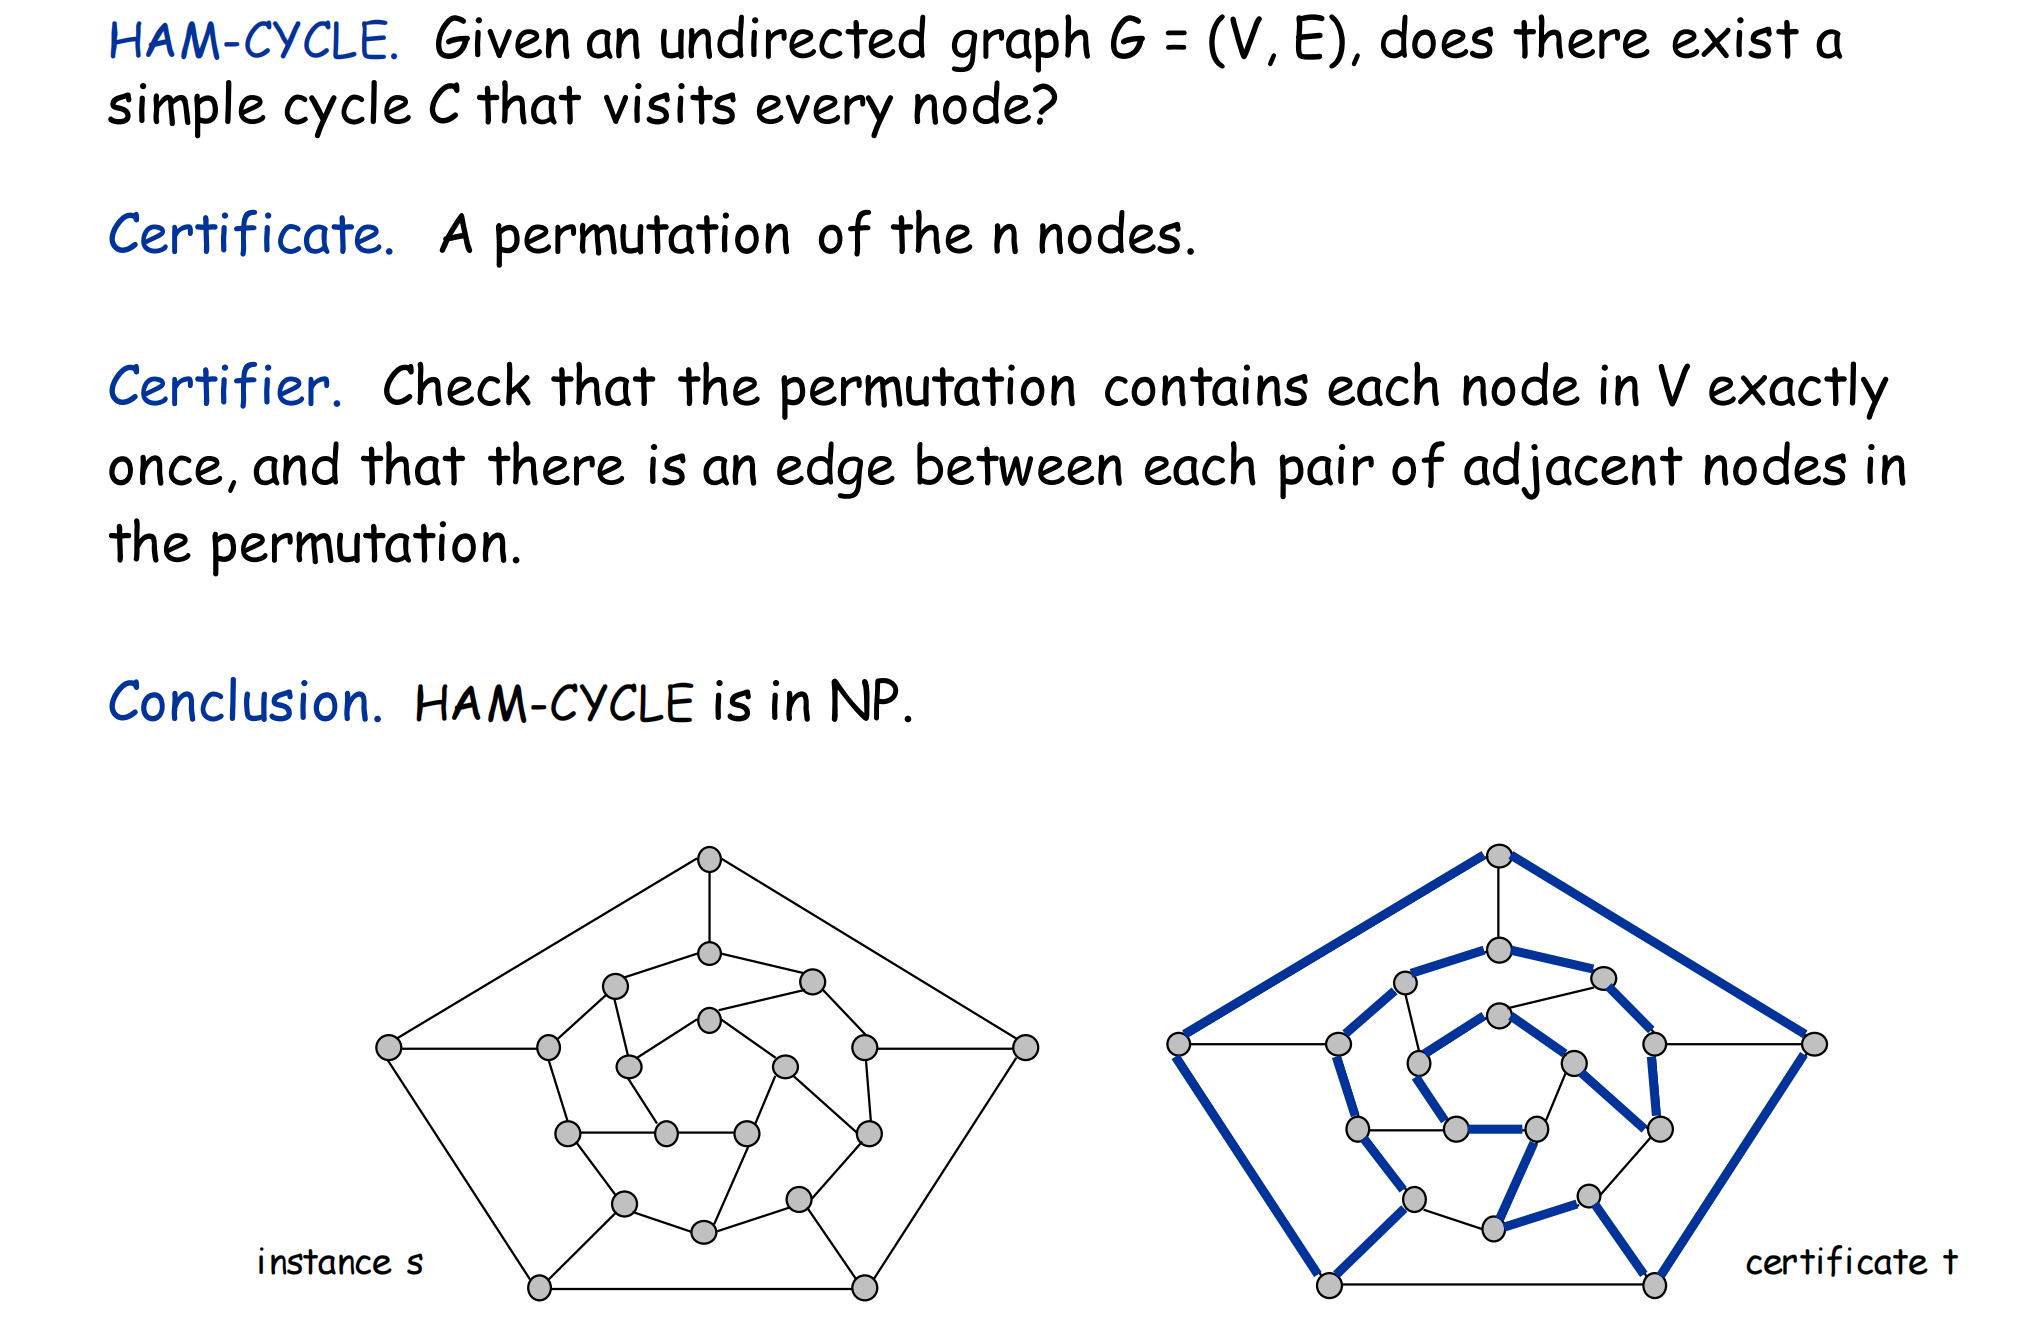 HAM-CYCLE. Given an undirected graph G = (V, E), does there exist a
simple cycle C that visits every node?
Certificate. A permutation of the n nodes.
Certifier. Check that the permutation contains each node in V exactly
once, and that there is an edge between each pair of adjacent nodes in
the permutation.
Conclusion. HAM-CYCLE is in NP.
instance s
certificate t